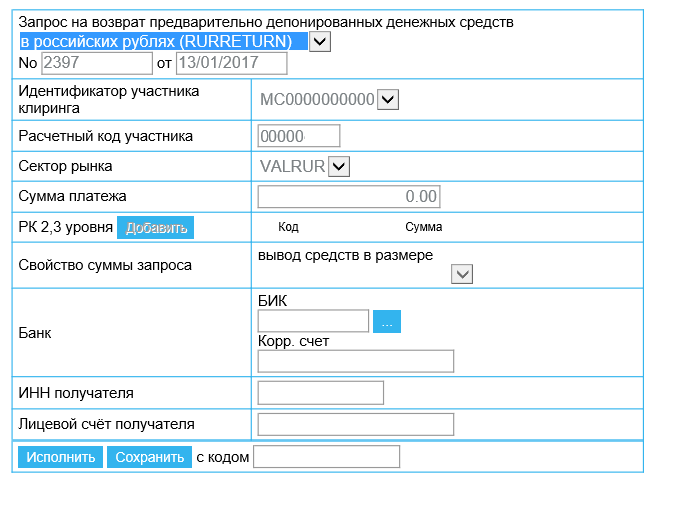 Запрос на возврат предварительно депонированных денежных средств
в российских рублях (RURRETURN)
No 2397 от 13/01/2017
Идентификатор участника
клиринга
MC0000000000
Расчетный код участника
00000
Сектор рынка
VALRUR
Сумма платежа
0.00
РК 2,3 уровня Добавить Код Сумма
Свойство суммы запроса
вывод средств в размере
Банк
БИК
...
Корр. счет
ИНН получателя
Лицевой счёт получателя
Исполнить Сохранить с кодом